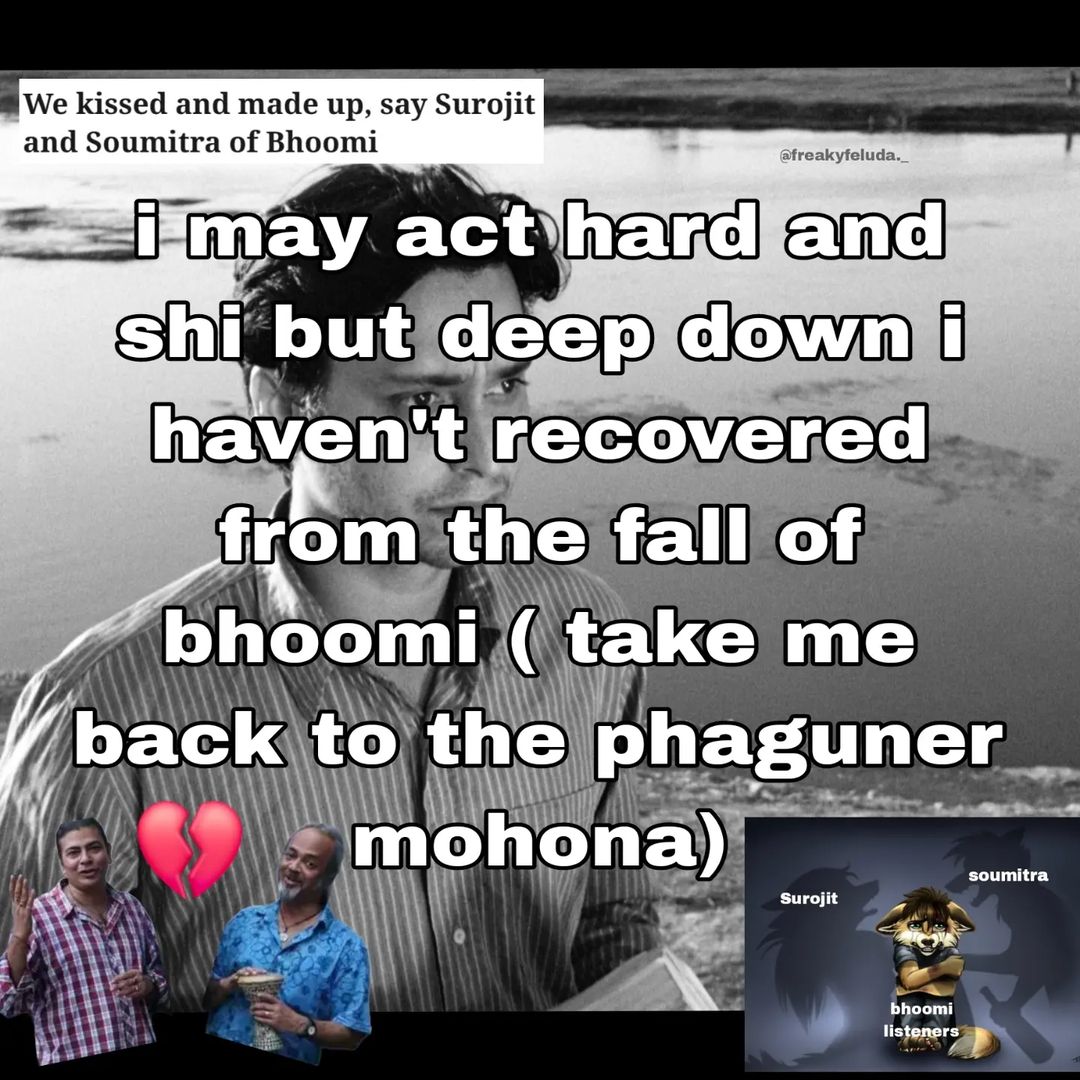 We kissed and made up, say Surojit
and Soumitra of Bhoomi
@freakyfeluda._
i may act hard and
shi but deep down i
haven't recovered
from the fall of
bhoomi ( take me
back to the phaguner
mohona)
Surojit
soumitra
bhoomi
listeners